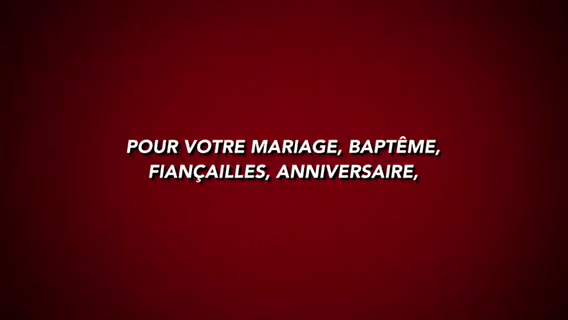 POUR VOTRE MARIAGE, BAPTÊME,
FIANÇAILLES, ANNIVERSAIRE,